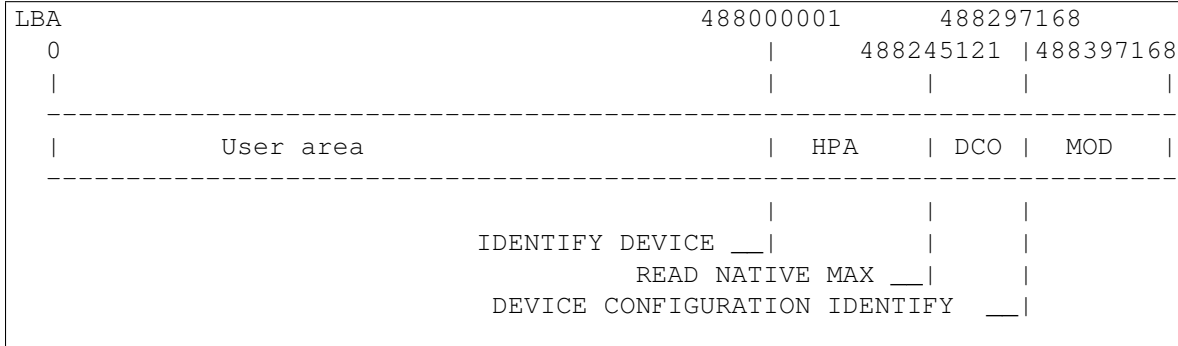 LBA 488000001 488297168
0 | 488245121 |488397168
| | | | |
-----------------------------------------------------------------------
| User area | HPA | DCO | MOD |
-----------------------------------------------------------------------
| | |
IDENTIFY DEVICE __| | |
READ NATIVE MAX __| |
DEVICE CONFIGURATION IDENTIFY __|